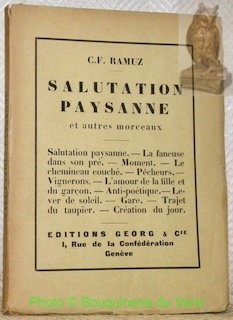 C.F. RAMUZ
SALUTATION
PAYSANNE
et autres morceaux
Salutation paysanne. — La faneuse
dans son pré. — Moment. — Le
chemineau couché. — Pêcheurs. —
Vignerons. — L'amour de la fille et
du garçon. — Anti-poétique. — Le-
ver de soleil. — Gare. — Trajet
du taupier. — Création du jour.
EDITIONS GEORG & Cie
1, Rue de la Confédération
Genève
Photo © Bouquinerie du Varis